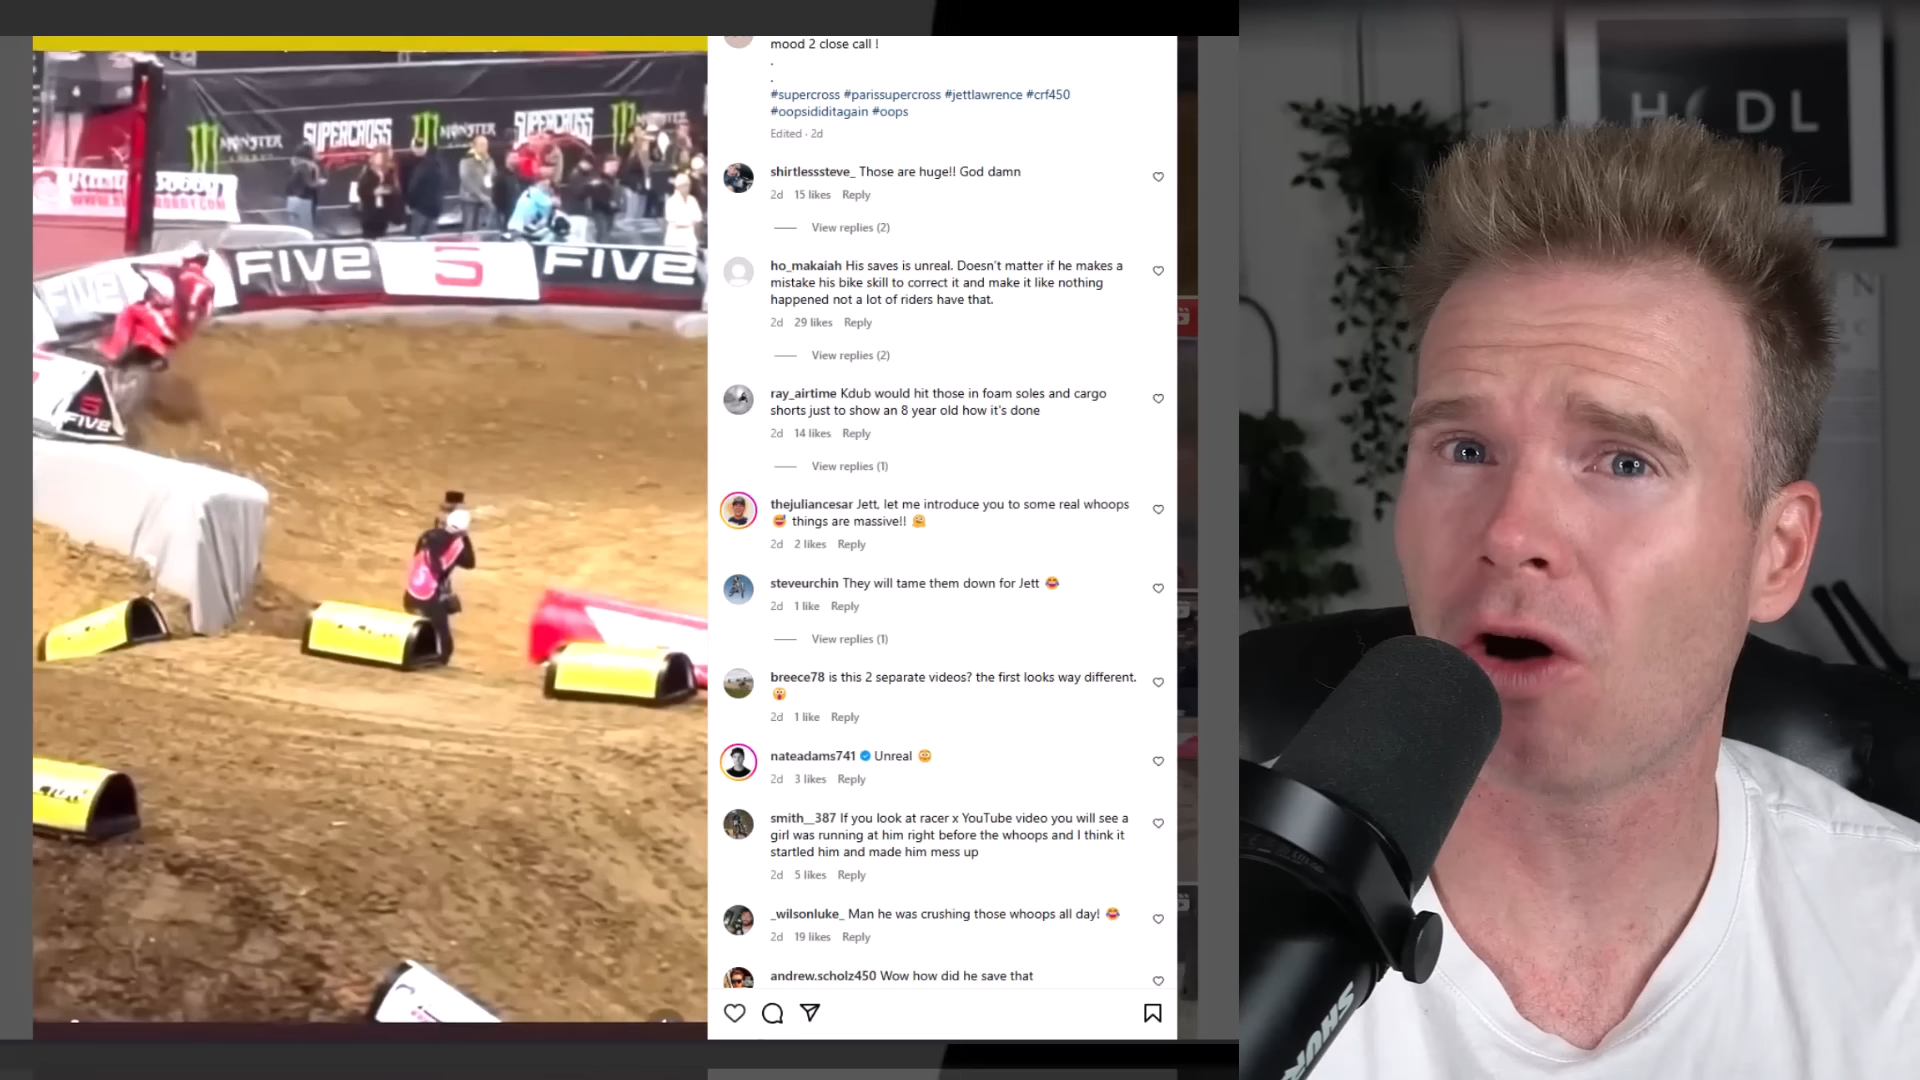 MONSTER
SUPERCROSS
MONSTER
SUPERCROSS
FIVE
5
FIVE
FIVE
5
FIVE
mood 2 close call !
.
.
#supercross #parissupercross #jettlawrence #crf450
#oopsididitagain #oops
Edited · 2d
shirtlesssteve_ Those are huge!! God damn
2d 15 likes Reply
View replies (2)
ho_makaiah His saves is unreal. Doesn't matter if he makes a
mistake his bike skill to correct it and make it like nothing
happened not a lot of riders have that.
2d 29 likes Reply
View replies (2)
ray_airtime Kdub would hit those in foam soles and cargo
shorts just to show an 8 year old how it's done
2d 14 likes Reply
View replies (1)
thejuliancesar Jett, let me introduce you to some real whoops
😅 things are massive!! 🤗
2d 2 likes Reply
steveurchin They will tame them down for Jett 😂
2d 1 like Reply
View replies (1)
breece78 is this 2 separate videos? the first looks way different.
😲
2d 1 like Reply
nateadams741 Unreal 😳
2d 3 likes Reply
smith__387 If you look at racer x YouTube video you will see a
girl was running at him right before the whoops and I think it
startled him and made him mess up
2d 5 likes Reply
_wilsonluke_ Man he was crushing those whoops all day! 😂
2d 19 likes Reply
andrew.scholz450 Wow how did he save that
H DL
SHURE